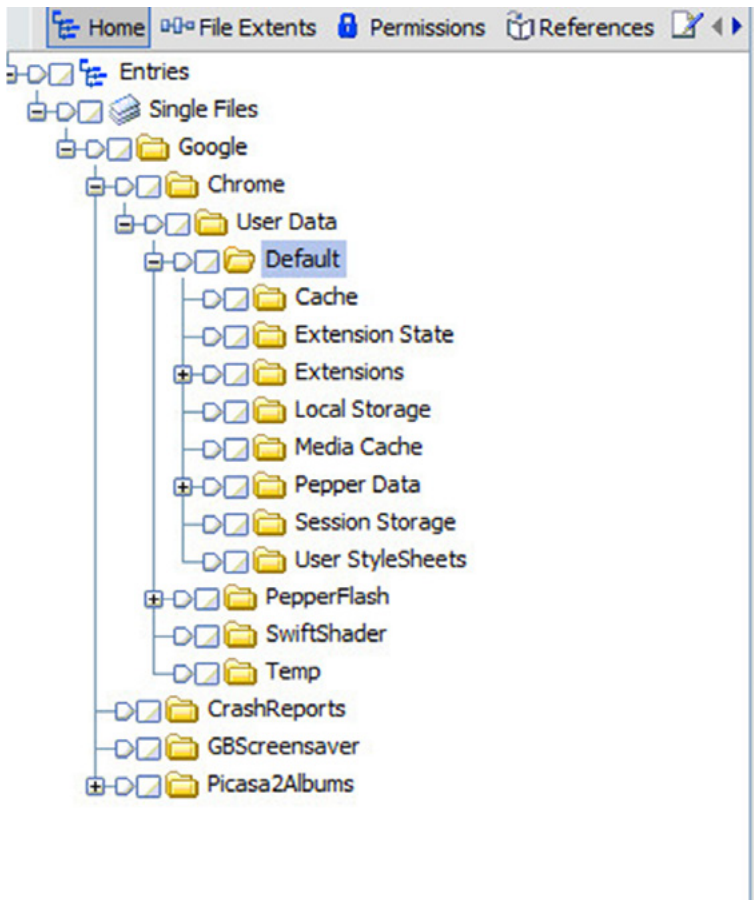 Home File Extents Permissions References
Entries
Single Files
Google
Chrome
User Data
Default
Cache
Extension State
Extensions
Local Storage
Media Cache
Pepper Data
Session Storage
User StyleSheets
PepperFlash
SwiftShader
Temp
CrashReports
GBScreensaver
Picasa2Albums